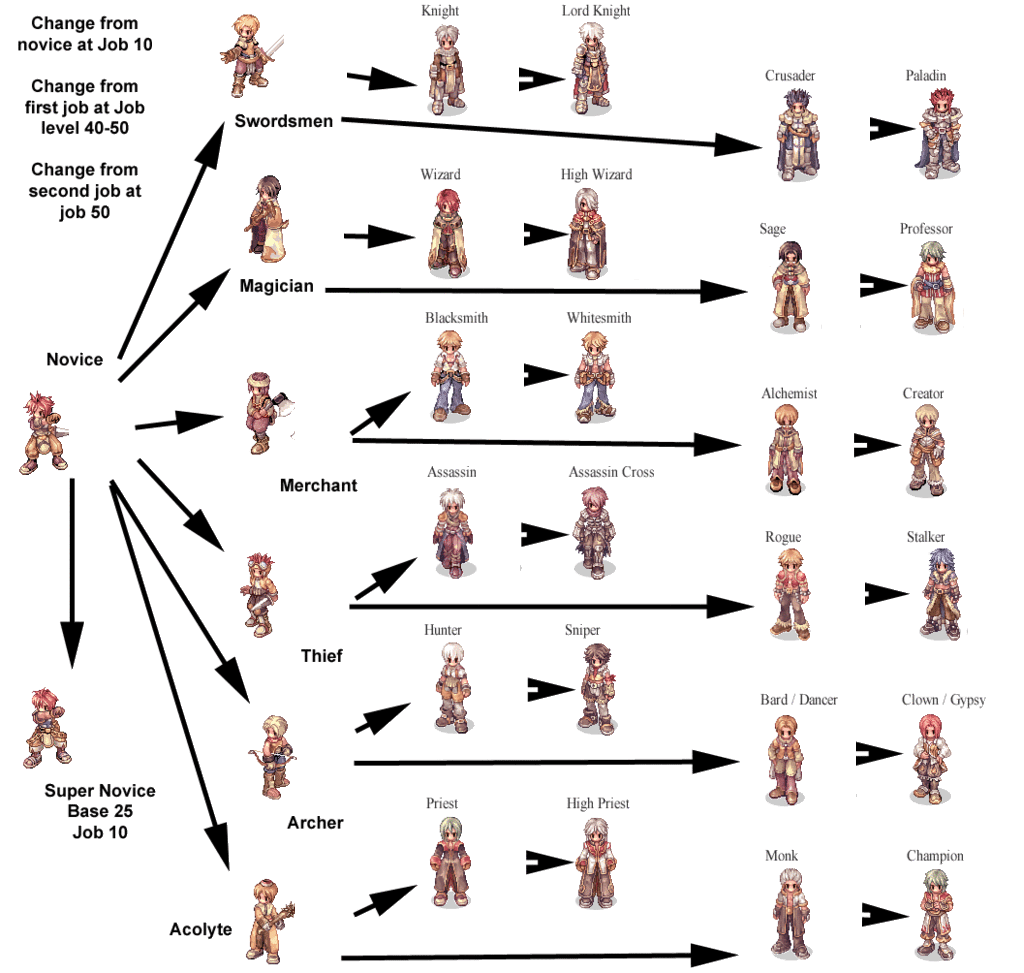 Change from
novice at Job 10
Change from
first job at Job
level 40-50
Change from
second job at
job 50
Knight
Lord Knight
Swordsmen
Crusader
Paladin
Wizard
High Wizard
Magician
Sage
Professor
Novice
Blacksmith
Whitesmith
Merchant
Alchemist
Creator
Assassin
Assassin Cross
Thief
Rogue
Stalker
Hunter
Sniper
Archer
Bard / Dancer
Clown / Gypsy
Super Novice
Base 25
Job 10
Priest
High Priest
Acolyte
Monk
Champion